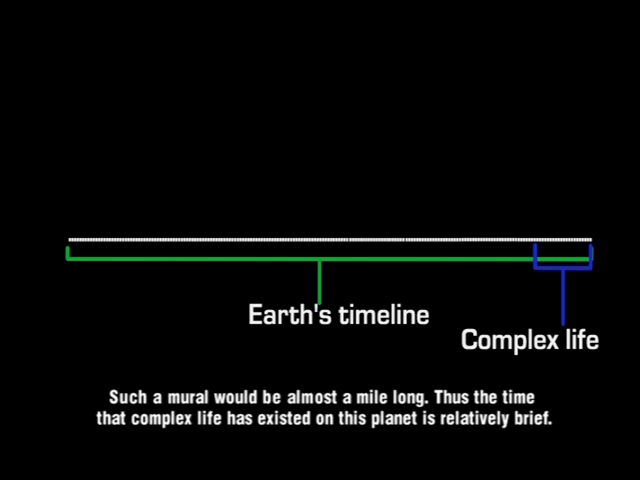 Earth's timeline
Complex life
Such a mural would be almost a mile long. Thus the time
that complex life has existed on this planet is relatively brief.